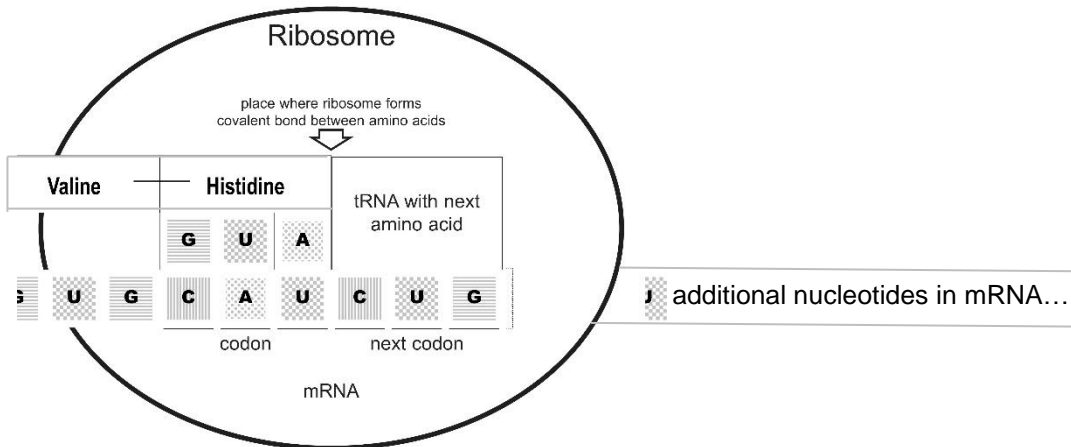 Ribosome
place where ribosome forms
covalent bond between amino acids
Valine Histidine
tRNA with next
amino acid
G U A
U G C A U C U G
additional nucleotides in mRNA…
codon next codon
mRNA